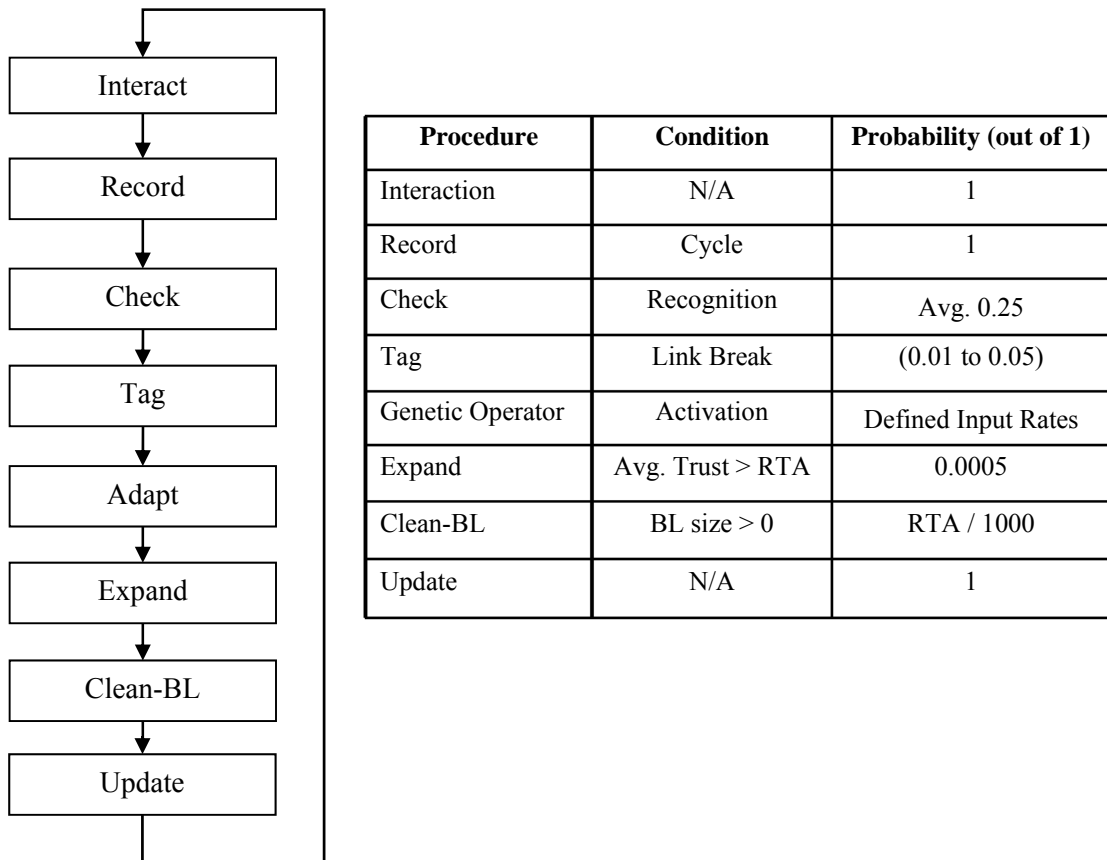 Interact
Record
Check
Tag
Adapt
Expand
Clean-BL
Update
Procedure Condition Probability (out of 1)
Interaction N/A 1
Record Cycle 1
Check Recognition Avg. 0.25
Tag Link Break (0.01 to 0.05)
Genetic Operator Activation Defined Input Rates
Expand Avg. Trust > RTA 0.0005
Clean-BL BL size > 0 RTA / 1000
Update N/A 1